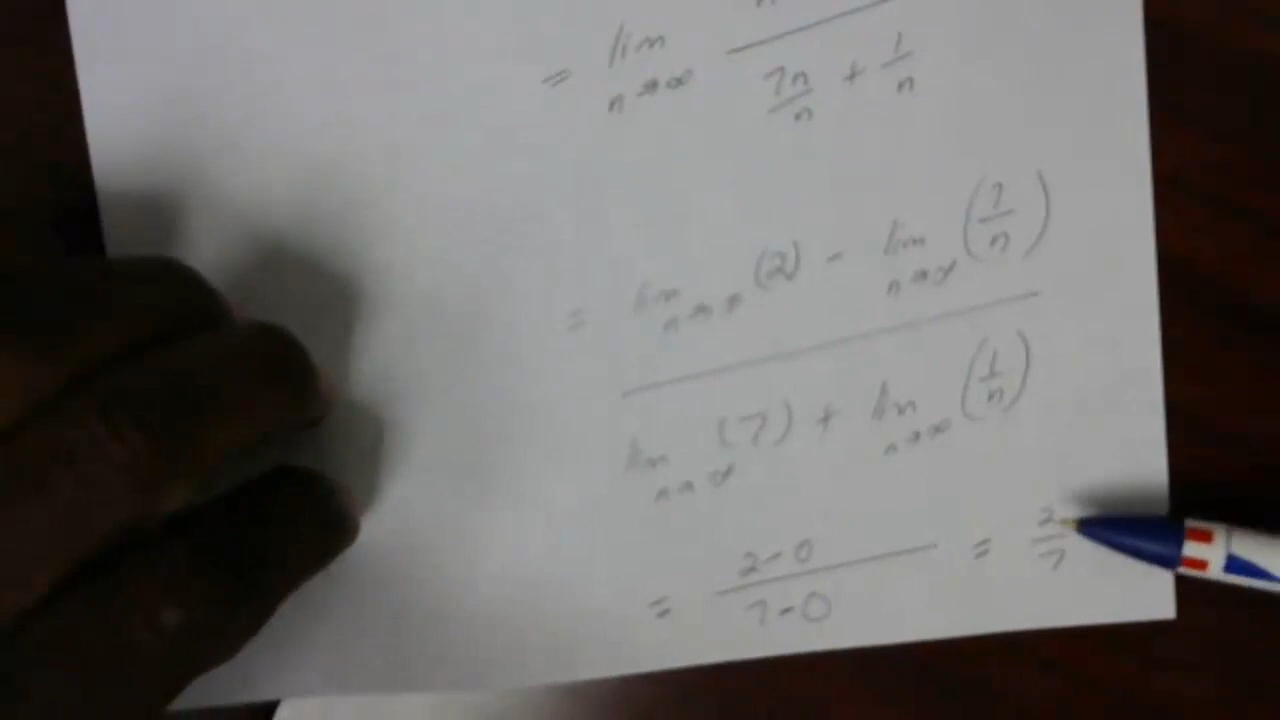 = lim n→∞ n / (7n/n + 1/n)
= (lim n→∞ (2) - lim n→∞ (7/n)) / (lim n→∞ (7) + lim n→∞ (1/n))
= (2-0) / (7-0) = 2/7